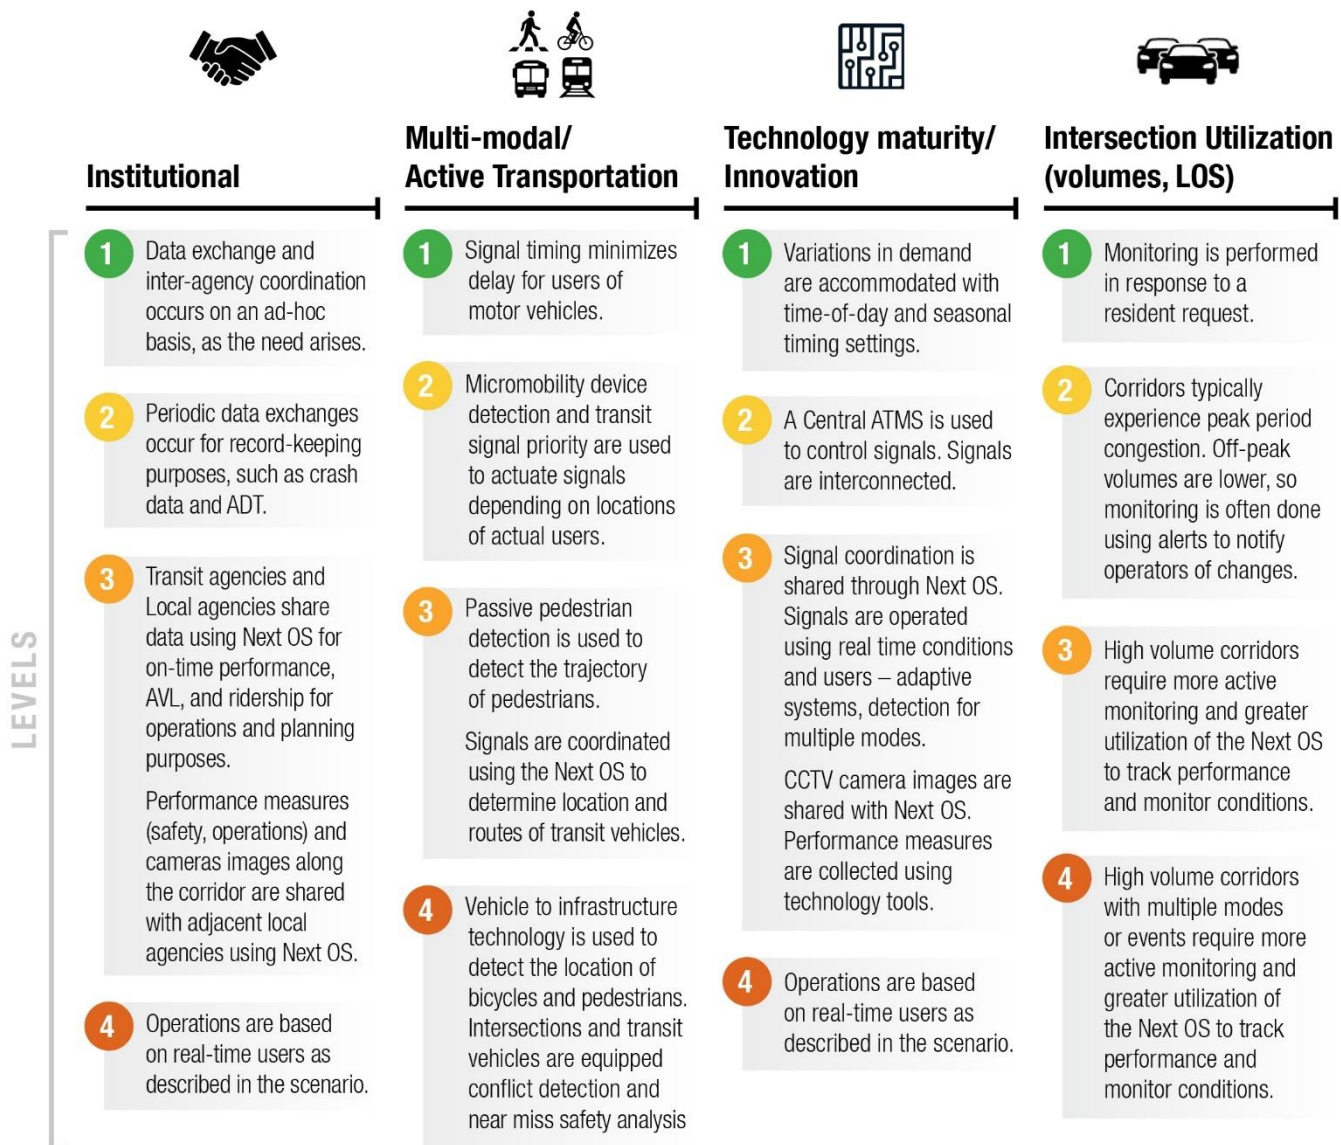 Institutional
1
Data exchange and
inter-agency coordination
occurs on an ad-hoc
basis, as the need arises.
2
Periodic data exchanges
occur for record-keeping
purposes, such as crash
data and ADT.
3
Transit agencies and
Local agencies share
data using Next OS for
on-time performance,
AVL, and ridership for
operations and planning
purposes.
Performance measures
(safety, operations) and
cameras images along
the corridor are shared
with adjacent local
agencies using Next OS.
4
Operations are based
on real-time users as
described in the scenario.
Multi-modal/
Active Transportation
1
Signal timing minimizes
delay for users of
motor vehicles.
2
Micromobility device
detection and transit
signal priority are used
to actuate signals
depending on locations
of actual users.
3
Passive pedestrian
detection is used to
detect the trajectory
of pedestrians.
Signals are coordinated
using the Next OS to
determine location and
routes of transit vehicles.
4
Vehicle to infrastructure
technology is used to
detect the location of
bicycles and pedestrians.
Intersections and transit
vehicles are equipped
conflict detection and
near miss safety analysis
Technology maturity/
Innovation
1
Variations in demand
are accommodated with
time-of-day and seasonal
timing settings.
2
A Central ATMS is used
to control signals. Signals
are interconnected.
3
Signal coordination is
shared through Next OS.
Signals are operated
using real time conditions
and users – adaptive
systems, detection for
multiple modes.
CCTV camera images are
shared with Next OS.
Performance measures
are collected using
technology tools.
4
Operations are based
on real-time users as
described in the scenario.
Intersection Utilization
(volumes, LOS)
1
Monitoring is performed
in response to a
resident request.
2
Corridors typically
experience peak period
congestion. Off-peak
volumes are lower, so
monitoring is often done
using alerts to notify
operators of changes.
3
High volume corridors
require more active
monitoring and greater
utilization of the Next OS
to track performance
and monitor conditions.
4
High volume corridors
with multiple modes
or events require more
active monitoring and
greater utilization of
the Next OS to track
performance and
monitor conditions.
LEVELS